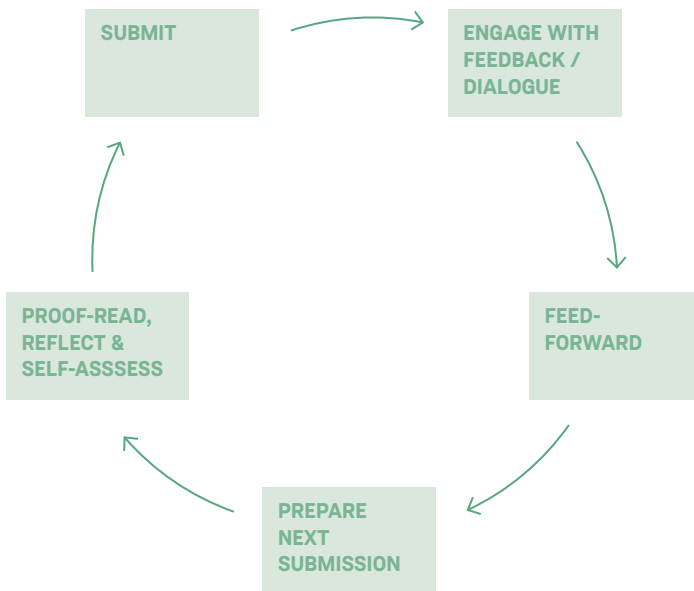 SUBMIT
ENGAGE WITH
FEEDBACK /
DIALOGUE
FEED-
FORWARD
PREPARE
NEXT
SUBMISSION
PROOF-READ,
REFLECT &
SELF-ASSSESS